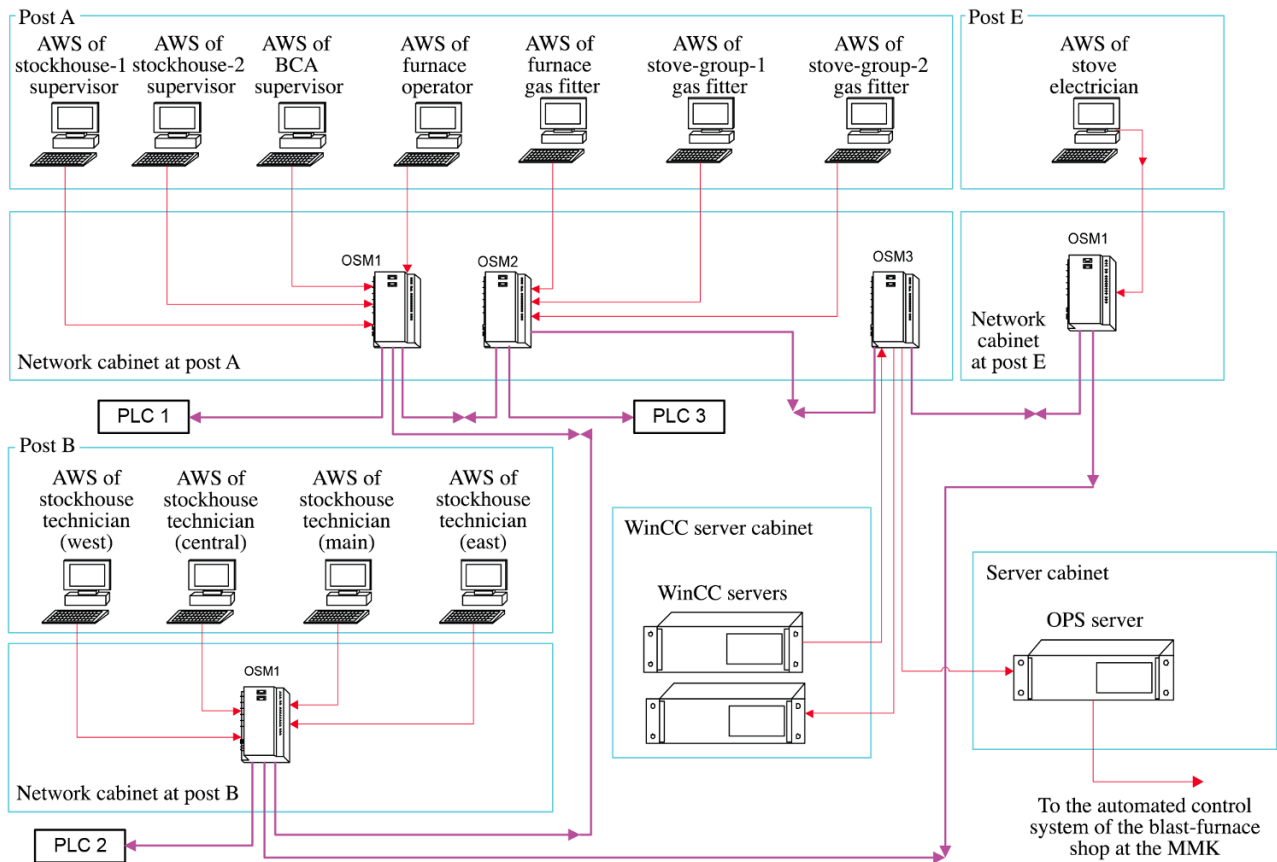 Post A
AWS of
stockhouse-1
supervisor
AWS of
stockhouse-2
supervisor
AWS of
BCA
supervisor
AWS of
furnace
operator
AWS of
furnace
gas fitter
AWS of
stove-group-1
gas fitter
AWS of
stove-group-2
gas fitter
Post E
AWS of
stove
electrician
OSM1
OSM2
OSM3
Network cabinet at post A
OSM1
Network
cabinet
at post E
PLC 1
PLC 3
Post B
AWS of
stockhouse
technician
(west)
AWS of
stockhouse
technician
(central)
AWS of
stockhouse
technician
(main)
AWS of
stockhouse
technician
(east)
OSM1
Network cabinet at post B
PLC 2
WinCC server cabinet
WinCC servers
Server cabinet
OPS server
To the automated control
system of the blast-furnace
shop at the MMK